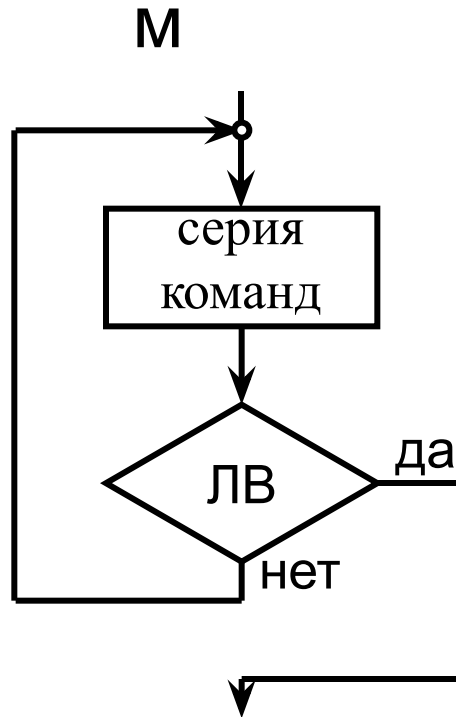 м
серия
команд
ЛВ
да
нет